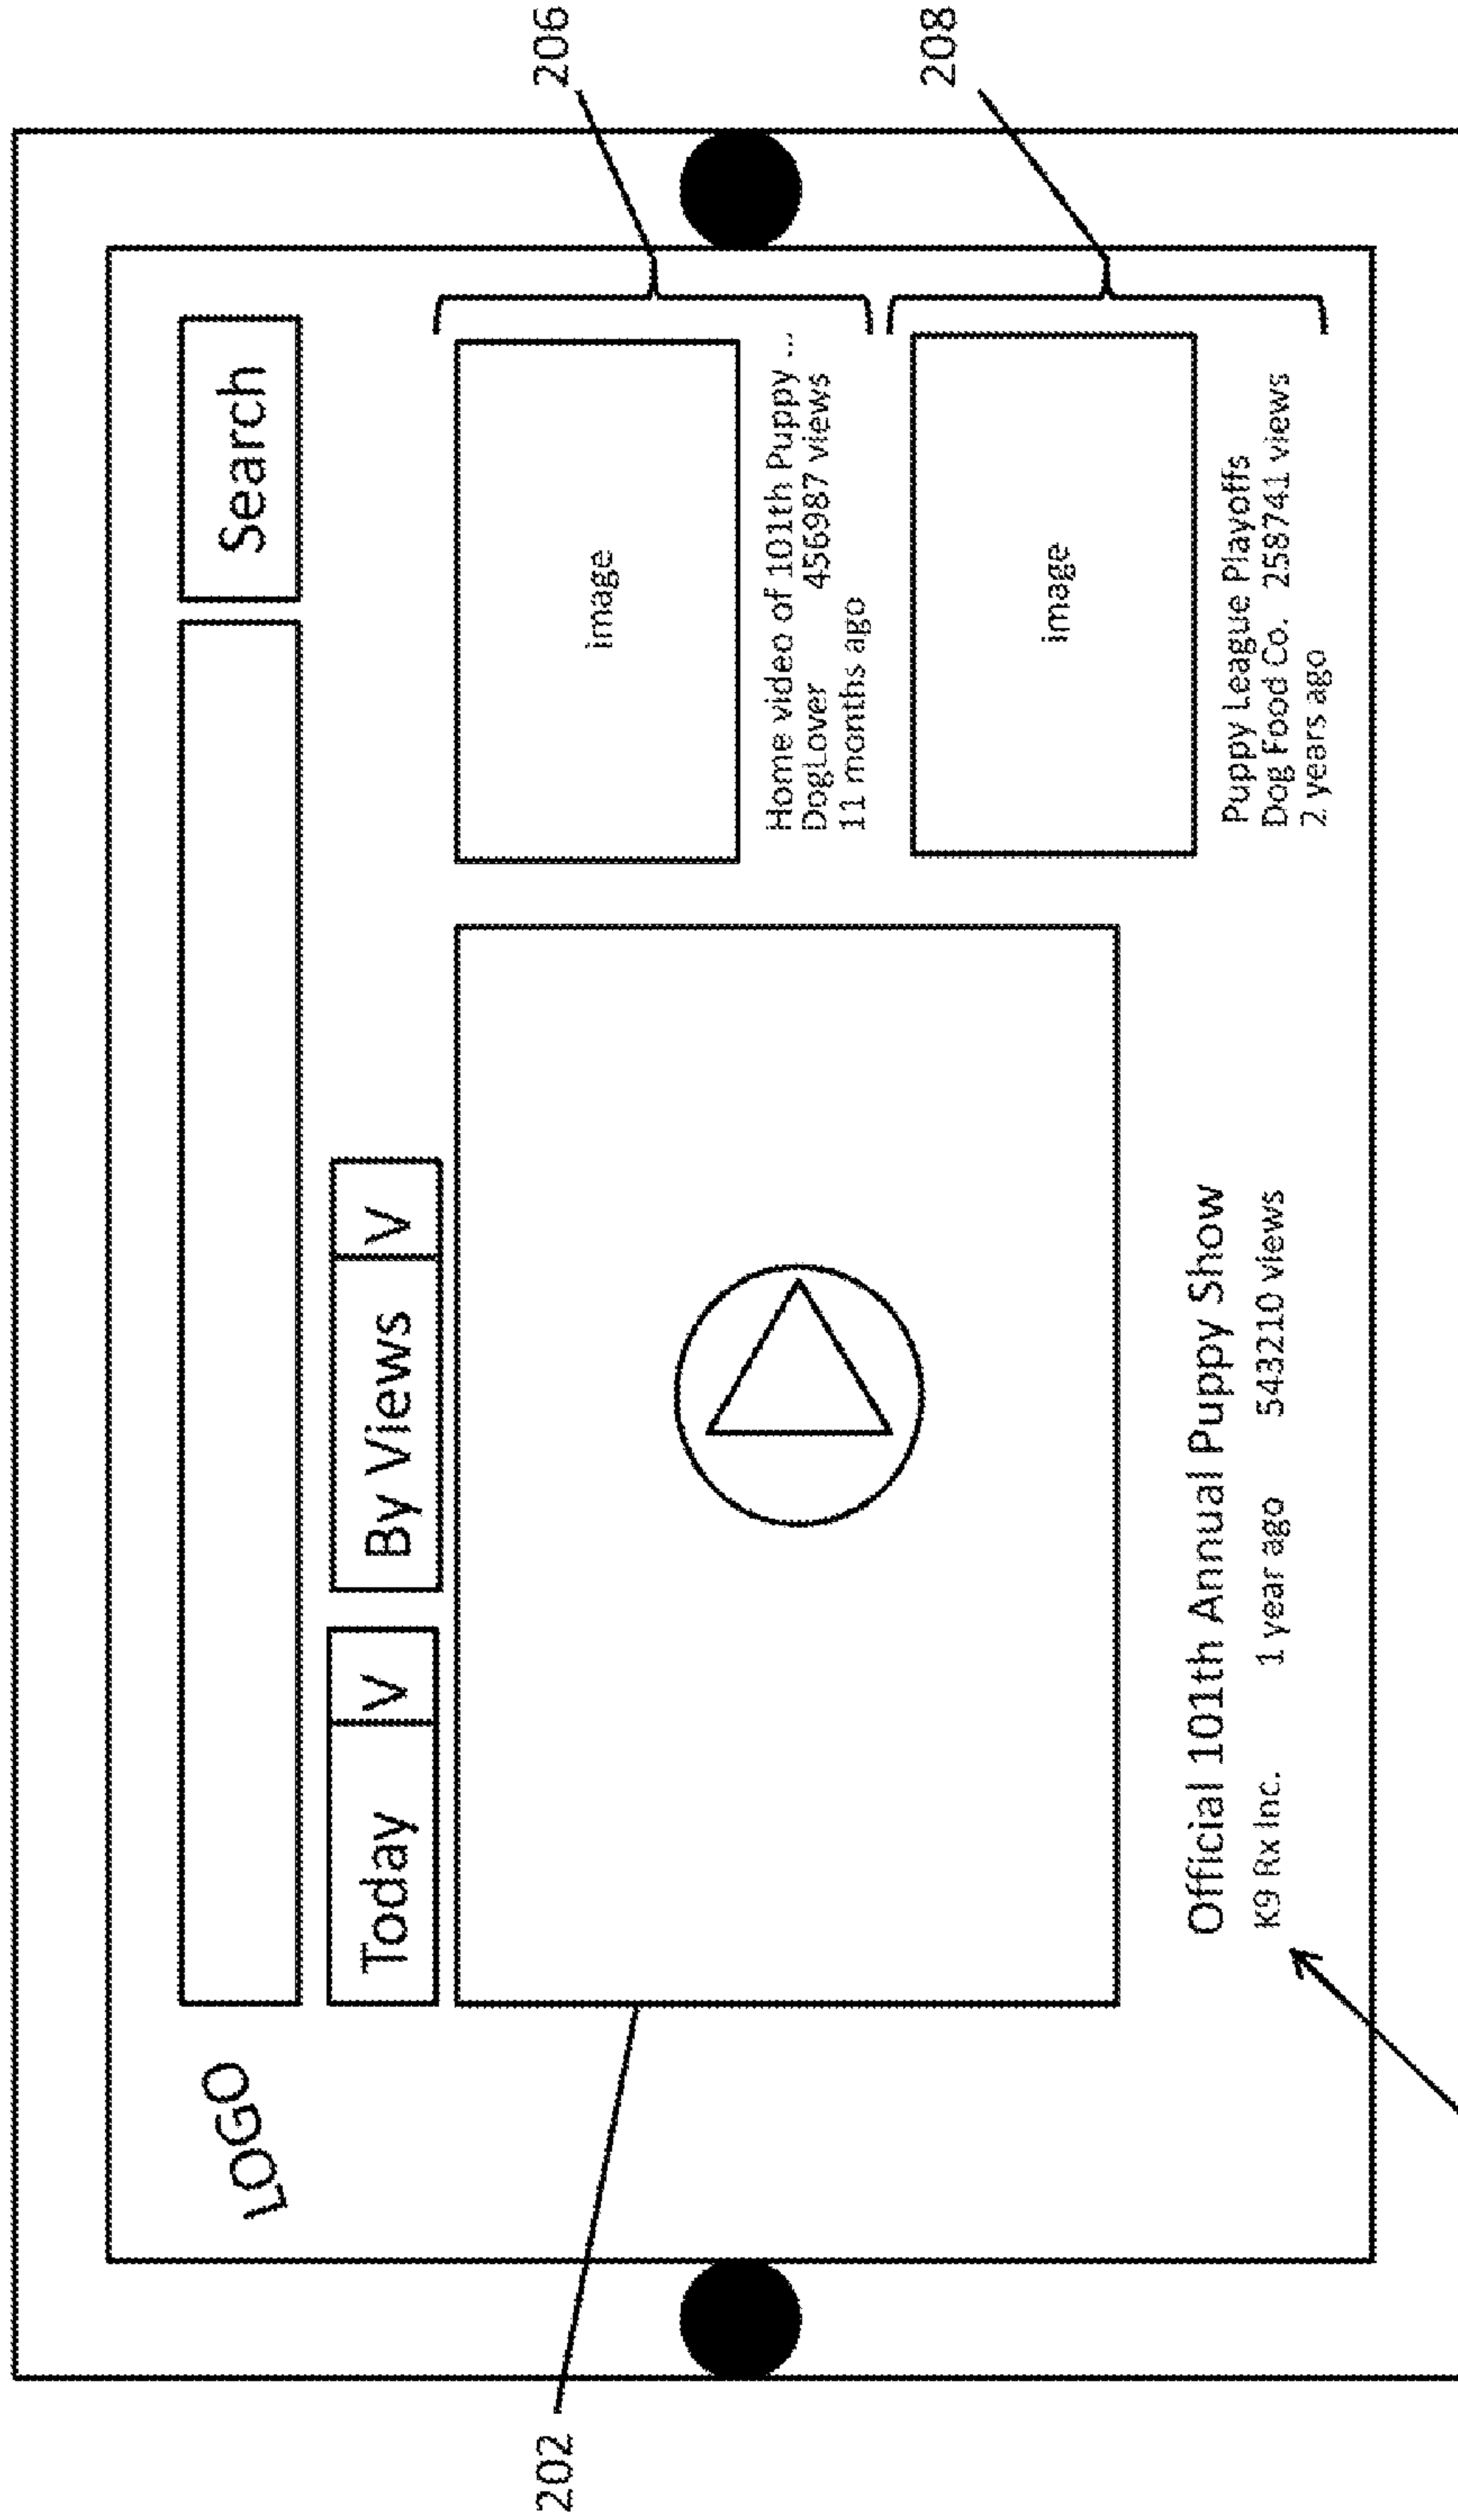 LOGO
Search
Today V
By Views V
202
206
image
Home video of 101th Puppy ...
DogLover 456987 views
11 months ago
208
image
Puppy League Playoffs
Dog Food Co. 258741 views
2 years ago
Official 101th Annual Puppy Show
K9 Rx Inc. 1 year ago 543210 views